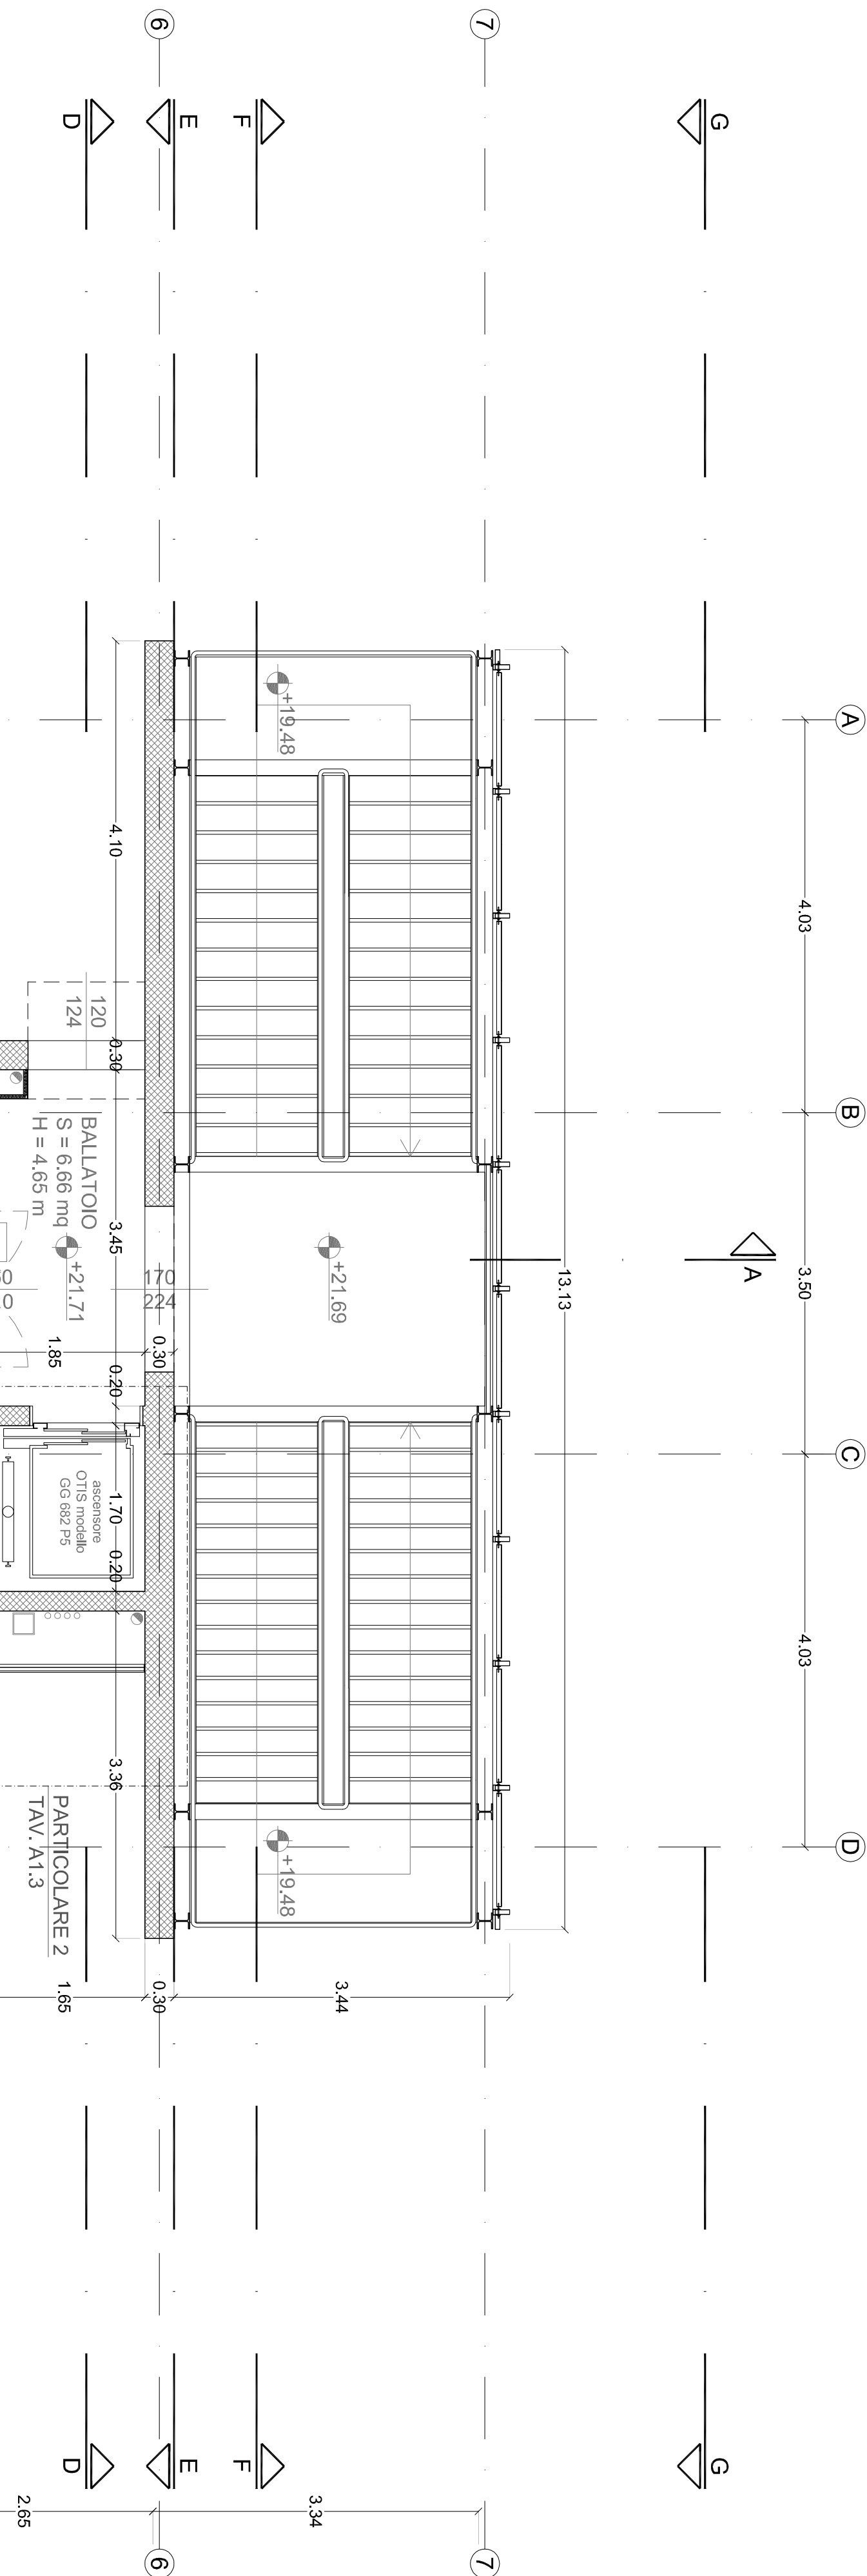 A
B
C
D
4.03
3.50
4.03
A
G
G
13.13
7
7
+21.69
3.44
3.34
+19.48
+19.48
F
F
E
E
6
170
224
0.30
0.30
6
4.10
0.30
3.45
0.20
1.70
0.20
3.36
120
124
BALLATOIO
S = 6.66 mq
H = 4.65 m
+21.71
ascensore
OTIS modello
GG 682 P5
PARTICOLARE 2
TAV. A1.3
D
D
1.85
1.65
2.65